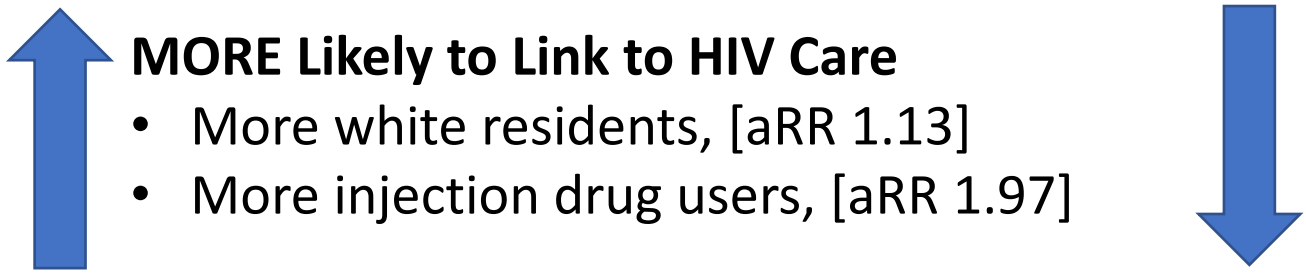 MORE Likely to Link to HIV Care
• More white residents, [aRR 1.13]
• More injection drug users, [aRR 1.97]